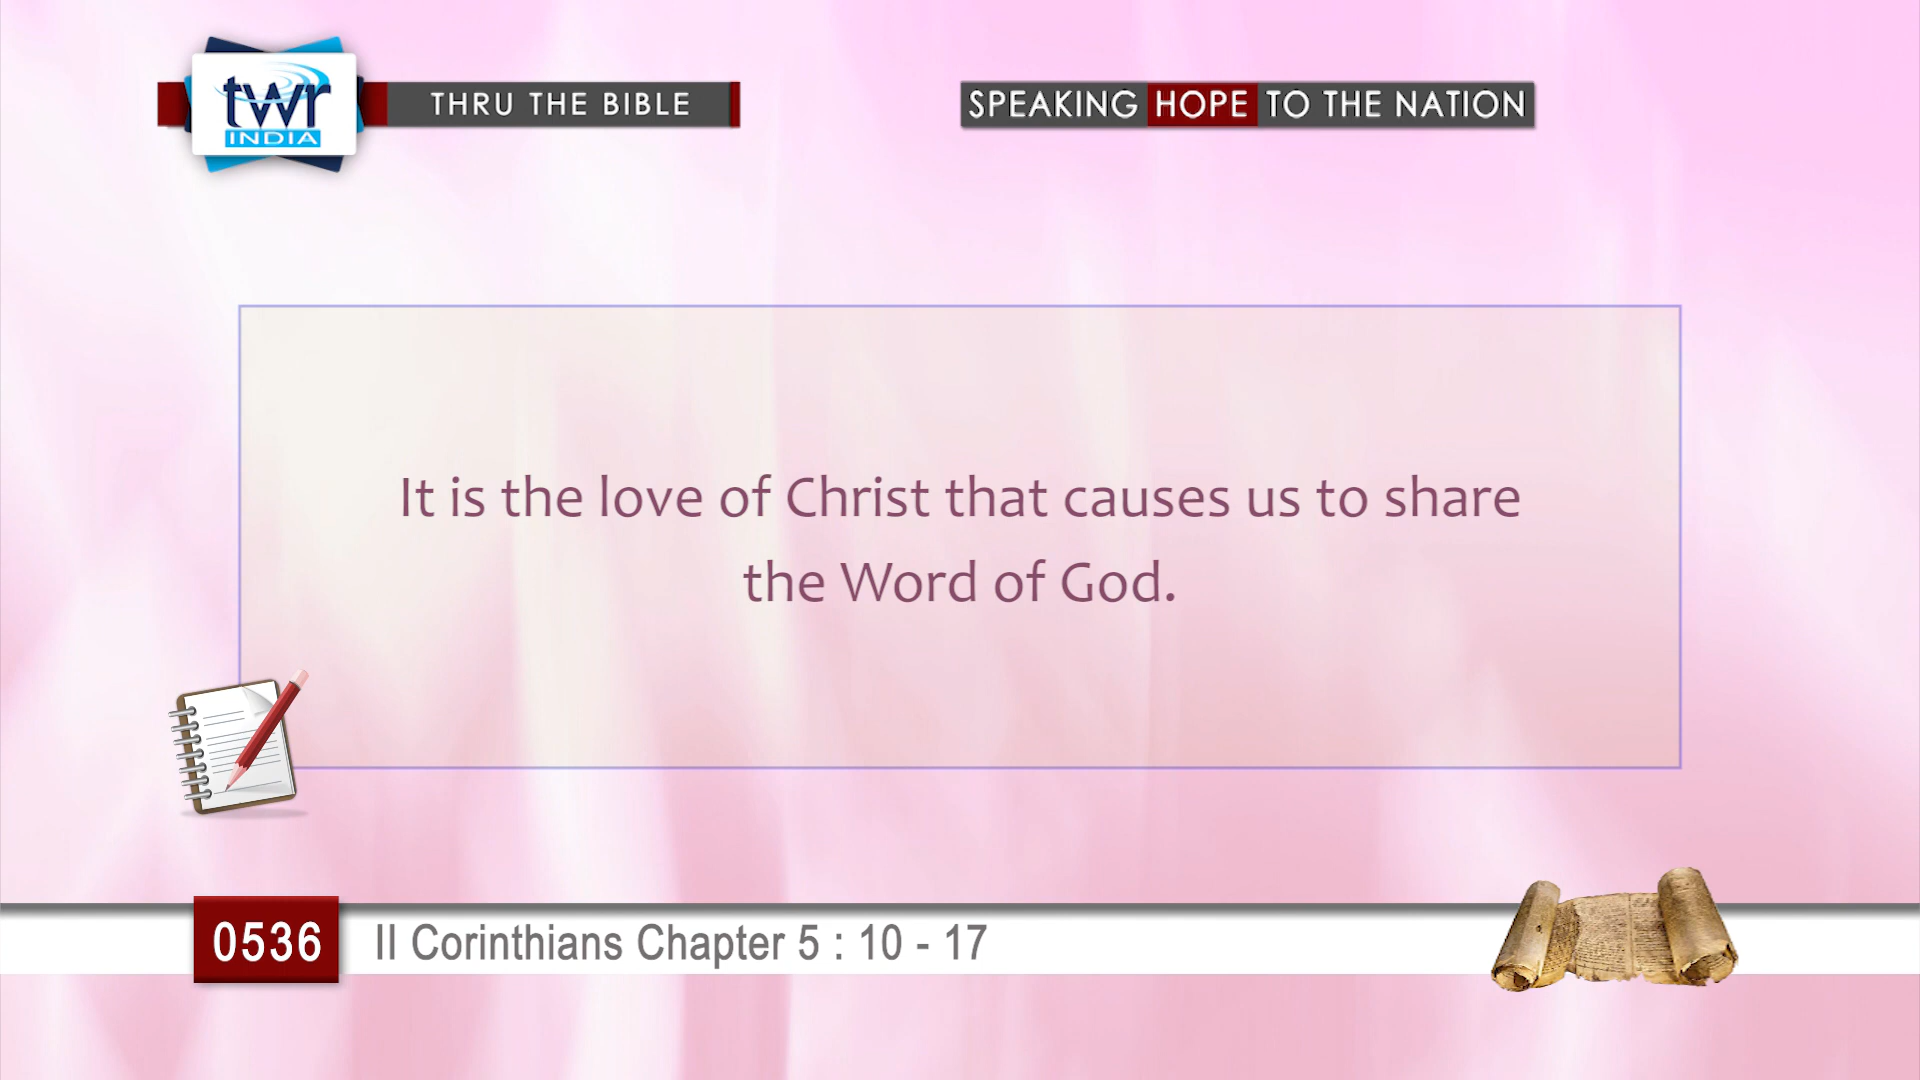 twr
INDIA
THRU THE BIBLE
SPEAKING HOPE TO THE NATION
It is the love of Christ that causes us to share
the Word of God.
0536
II Corinthians Chapter 5 : 10 - 17